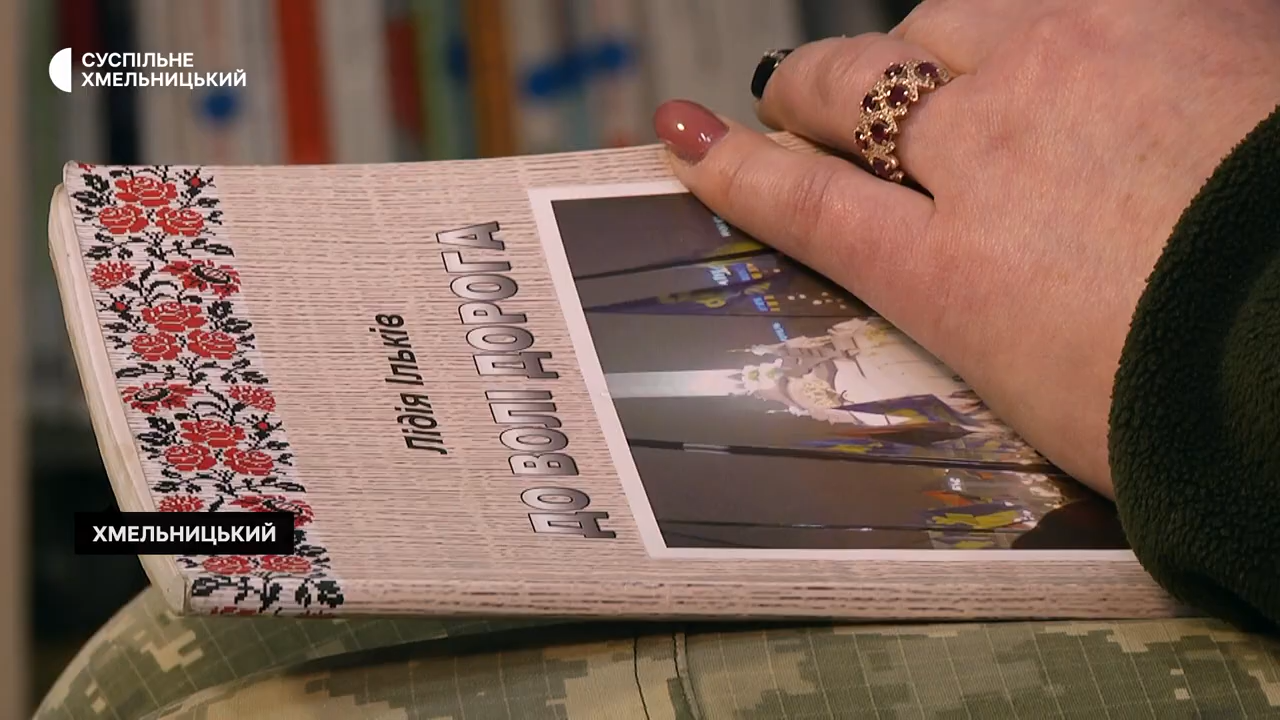 СУСПІЛЬНЕ
ХМЕЛЬНИЦЬКИЙ
Лідія Ільків
ДО ВОЛІ ДОРОГА
ХМЕЛЬНИЦЬКИЙ